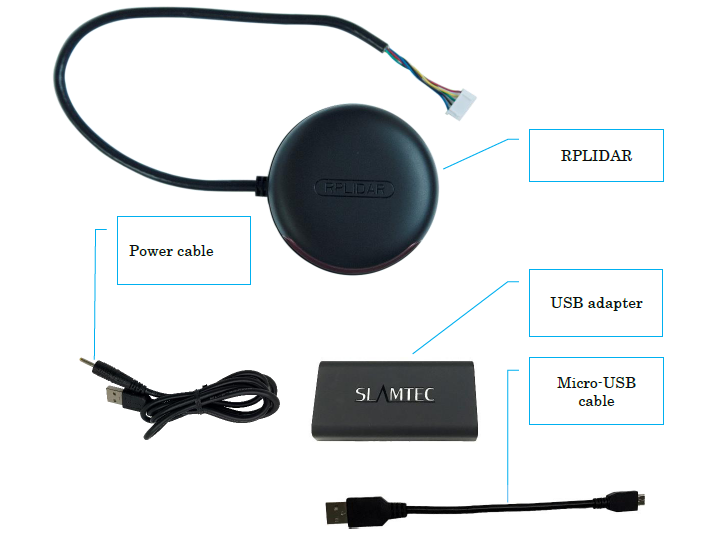 RPLIDAR
RPLIDAR
Power cable
USB adapter
SLAMTEC
Micro-USB
cable